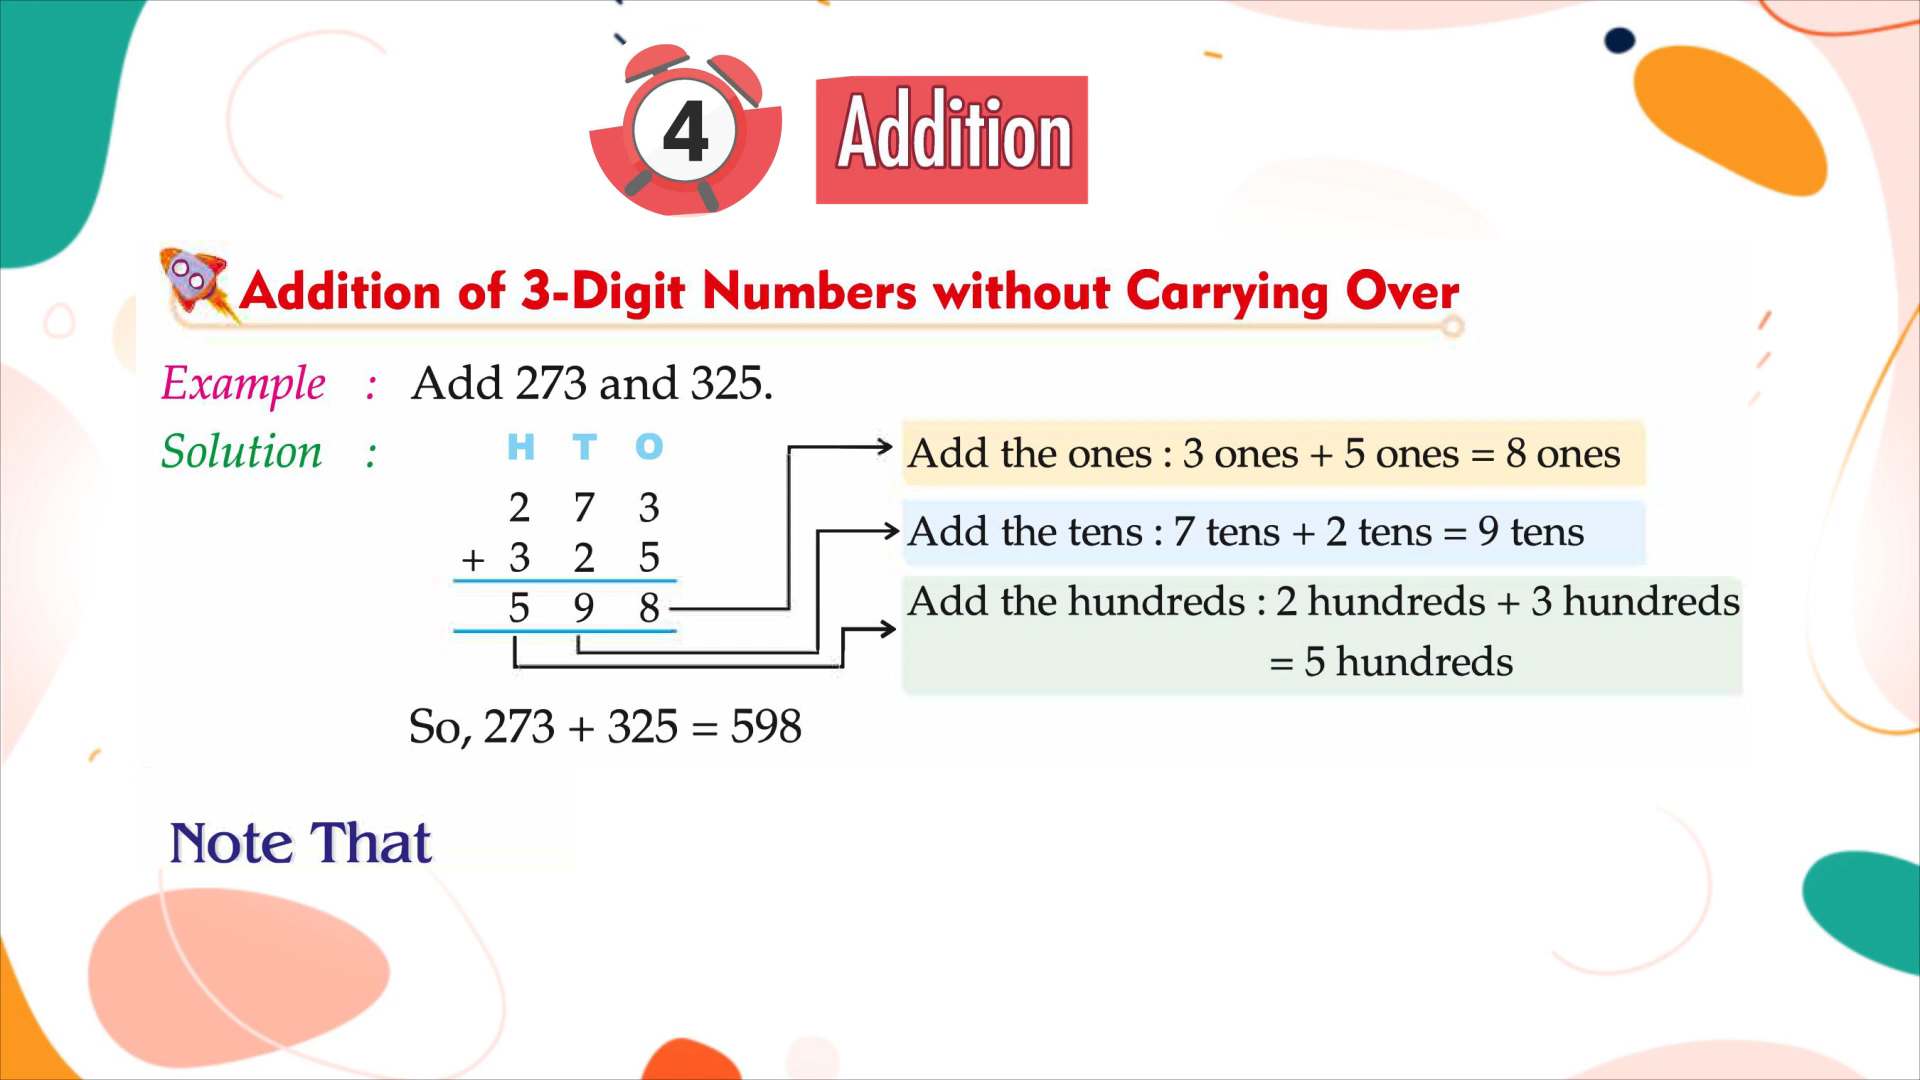 4 Addition
Addition of 3-Digit Numbers without Carrying Over
Example : Add 273 and 325.
Solution :
H T O
2 7 3
+ 3 2 5
5 9 8
Add the ones : 3 ones + 5 ones = 8 ones
Add the tens : 7 tens + 2 tens = 9 tens
Add the hundreds : 2 hundreds + 3 hundreds
= 5 hundreds
So, 273 + 325 = 598
Note That